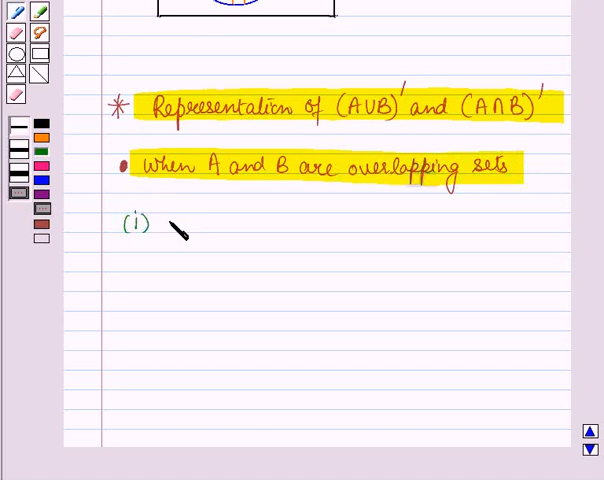 * Representation of (A∪B)' and (A∩B)'
• when A and B are overlapping sets
(i)